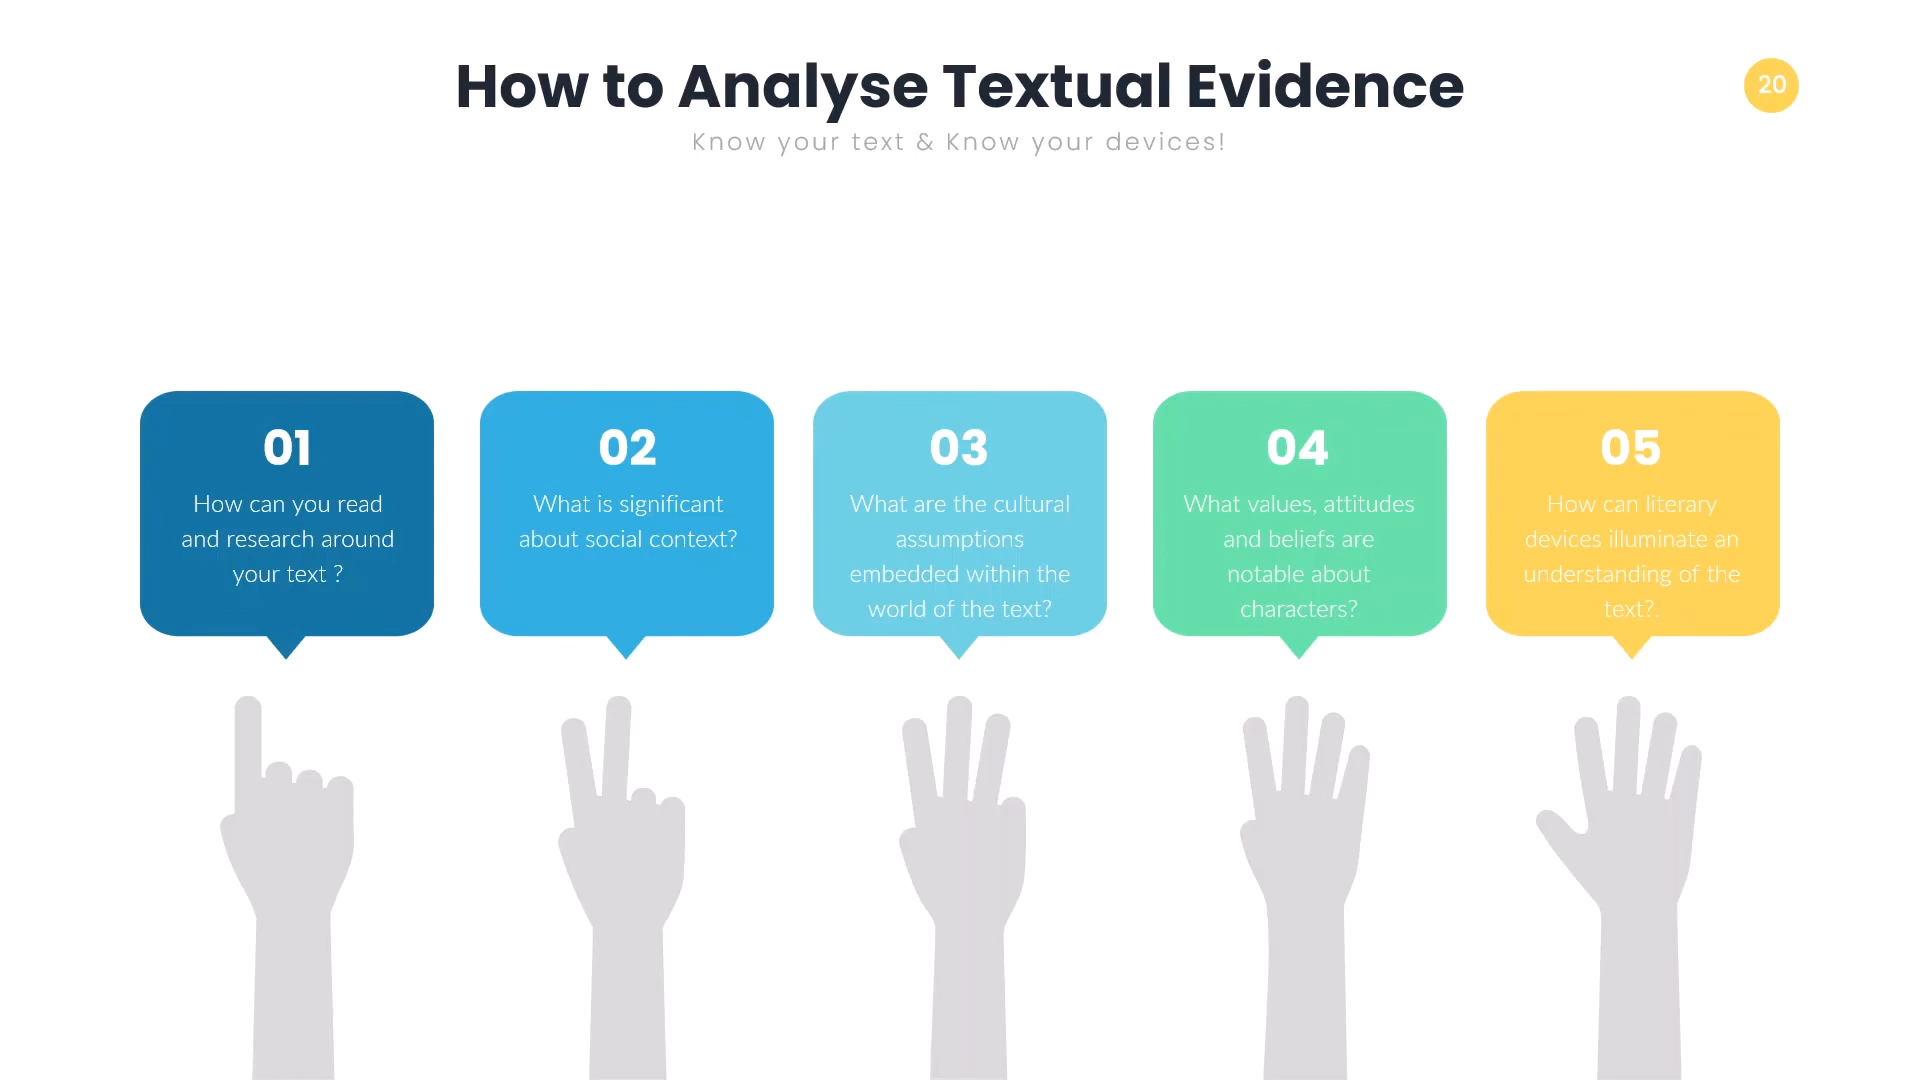 How to Analyse Textual Evidence
20
Know your text & Know your devices!
01
How can you read
and research around
your text ?
02
What is significant
about social context?
03
What are the cultural
assumptions
embedded within the
world of the text?
04
What values, attitudes
and beliefs are
notable about
characters?
05
How can literary
devices illuminate an
understanding of the
text?.